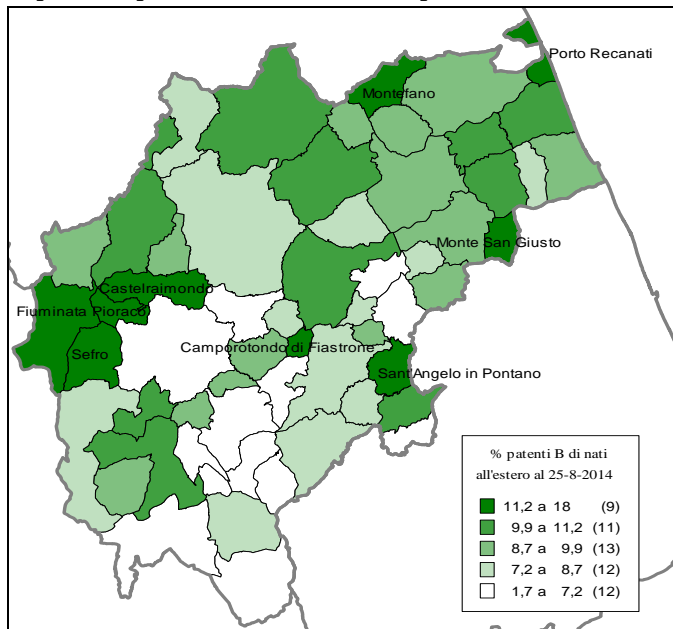 Porto Recanati
Montefano
Monte San Giusto
Castelraimondo
Fiuminata Pioraco
Camporotondo di Fiastrone
Sefro
Sant'Angelo in Pontano
% patenti B di nati
all'estero al 25-8-2014
11,2 a 18 (9)
9,9 a 11,2 (11)
8,7 a 9,9 (13)
7,2 a 8,7 (12)
1,7 a 7,2 (12)